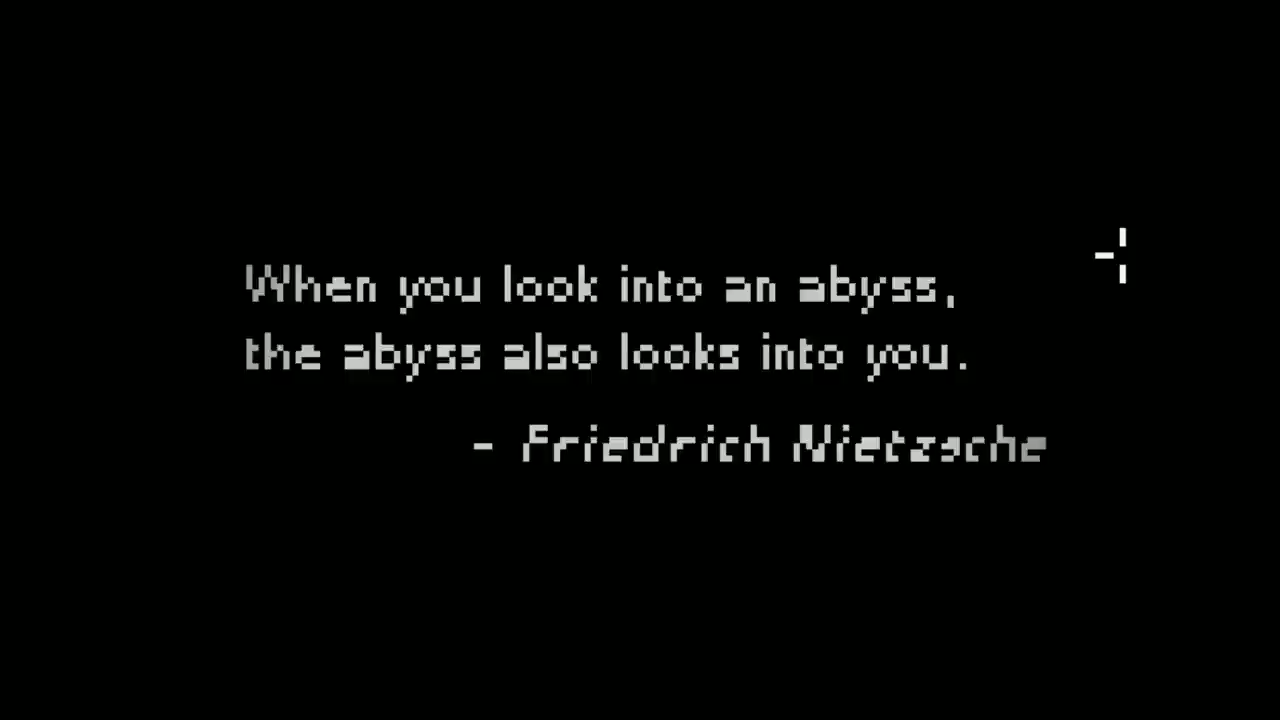 When you look into an abyss,
the abyss also looks into you.
- Friedrich Nietzsche